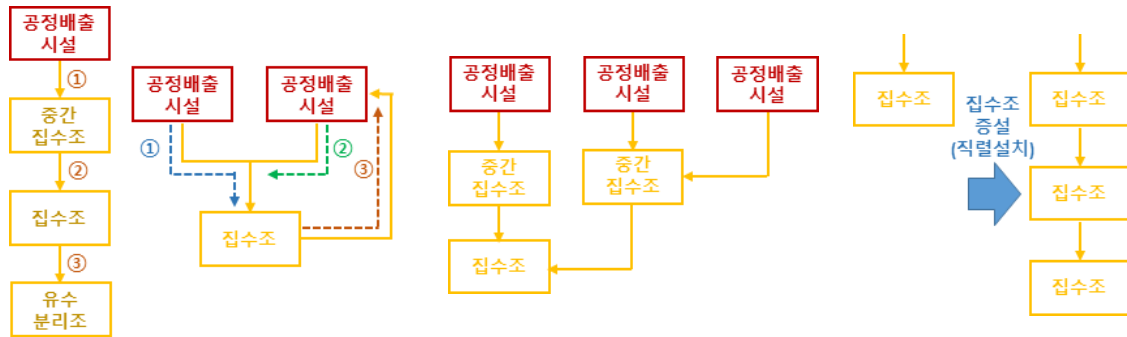 공정배출
시설
①
중간
집수조
②
집수조
③
유수
분리조
공정배출
시설
공정배출
시설
①
②
③
집수조
공정배출
시설
공정배출
시설
공정배출
시설
중간
집수조
중간
집수조
집수조
집수조
집수조
증설
(직렬설치)
집수조
집수조
집수조